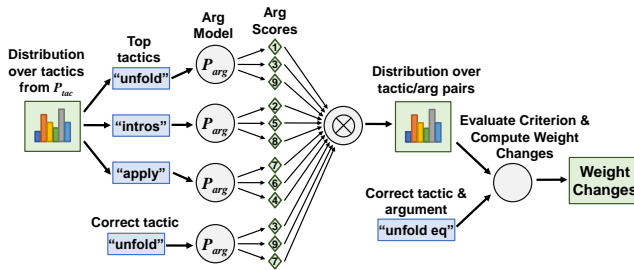 Distribution
over tactics
from P_tac
Top
tactics
"unfold"
"intros"
"apply"
Correct tactic
"unfold"
Arg
Model
P_arg
P_arg
P_arg
P_arg
Arg
Scores
1
3
9
2
5
8
7
6
4
3
9
7
Distribution over
tactic/arg pairs
Evaluate Criterion &
Compute Weight
Changes
Correct tactic &
argument
"unfold eq"
Weight
Changes